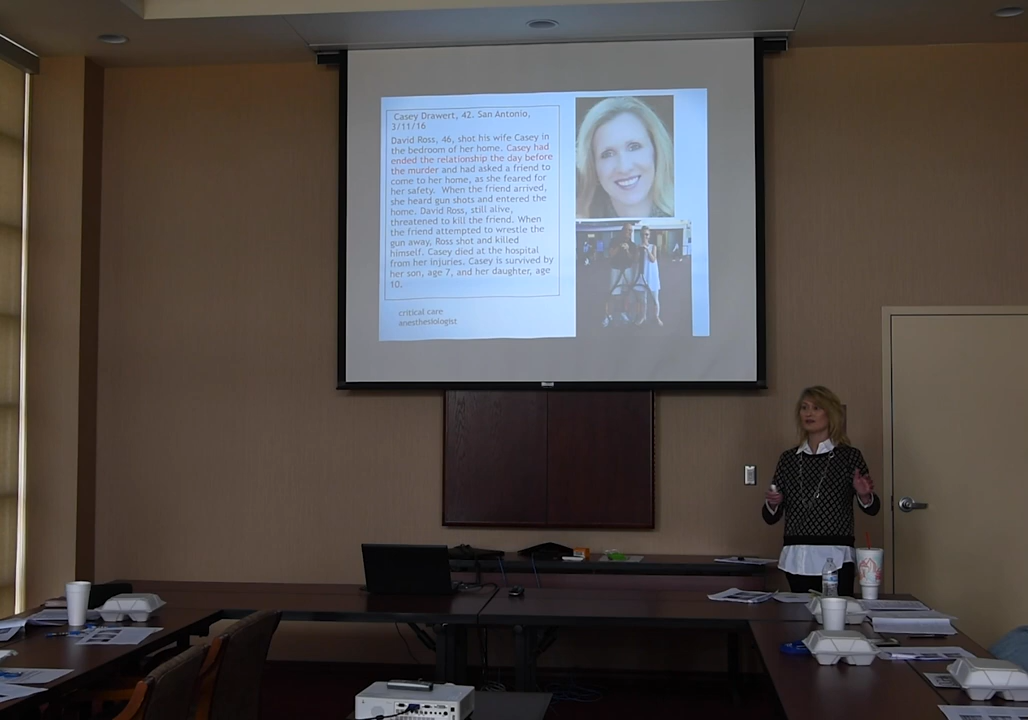 Casey Drawert, 42. San Antonio,
3/11/16
David Ross, 46, shot his wife Casey in
the bedroom of her home. Casey had
ended the relationship the day before
the murder and had asked a friend to
come to her home, as she feared for
her safety. When the friend arrived,
she heard gun shots and entered the
home. David Ross, still alive,
threatened to kill the friend. When
the friend attempted to wrestle the
gun away, Ross shot and killed
himself. Casey died at the hospital
from her injuries. Casey is survived by
her son, age 7, and her daughter, age
10.
critical care
anesthesiologist